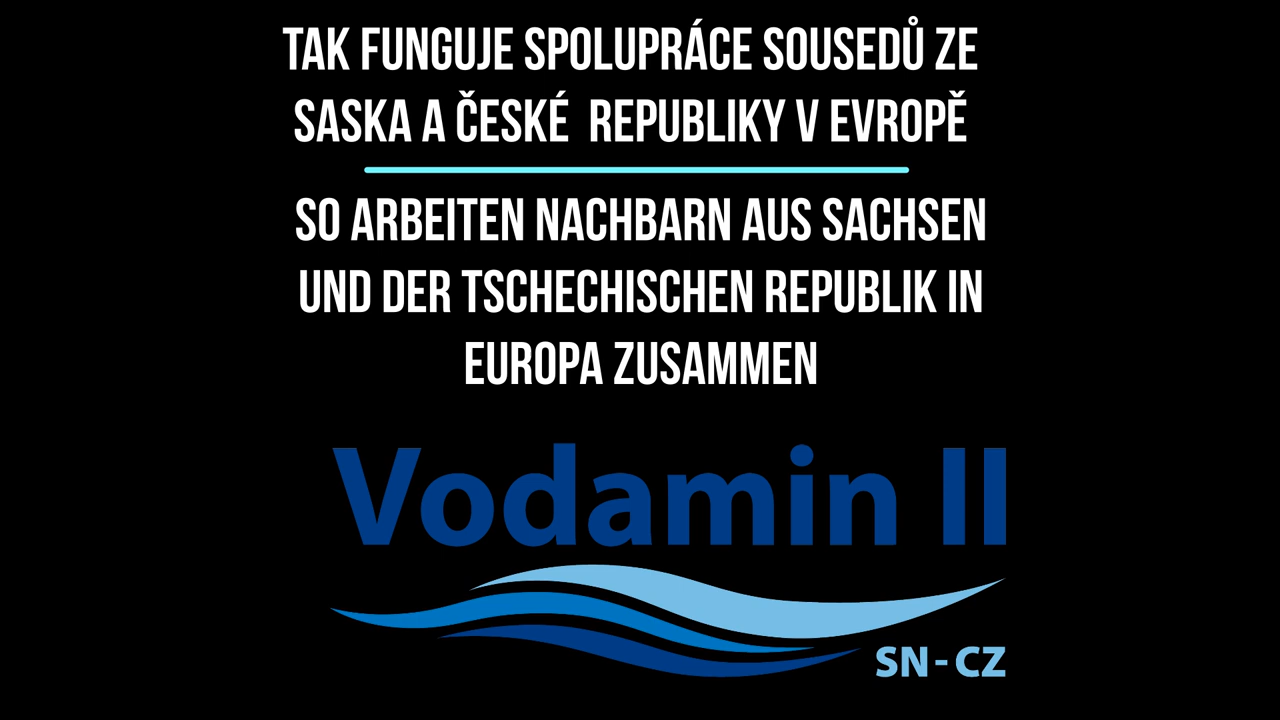 TAK FUNGUJE SPOLUPRÁCE SOUSEDŮ ZE
SASKA A ČESKÉ REPUBLIKY V EVROPĚ
SO ARBEITEN NACHBARN AUS SACHSEN
UND DER TSCHECHISCHEN REPUBLIK IN
EUROPA ZUSAMMEN
Vodamin II
SN-CZ